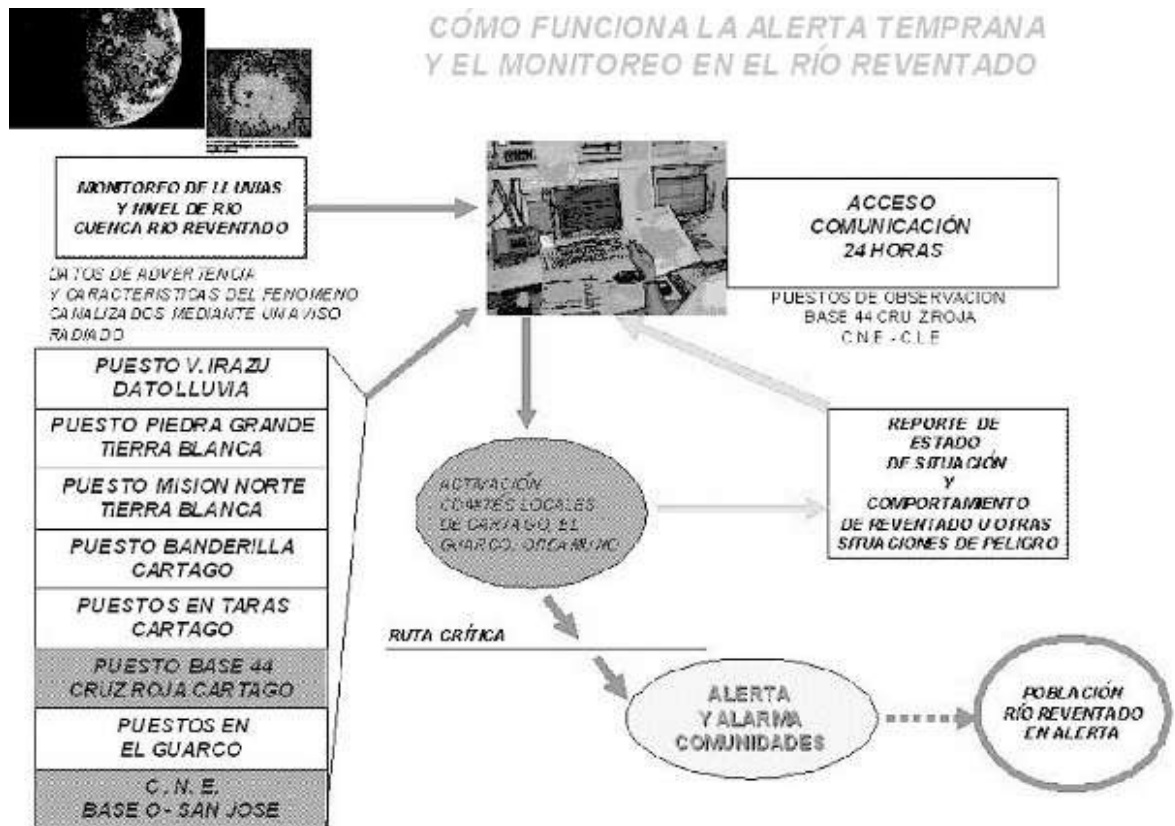 CÓMO FUNCIONA LA ALERTA TEMPRANA
Y EL MONITOREO EN EL RÍO REVENTADO
MONITOREO DE LLUVIAS
Y NIVEL DE RIO
CUENCA RIO REVENTADO
DATOS DE ADVERTENCIA
Y CARACTERISTICAS DEL FENOMENO
CANALIZADOS MEDIANTE UN AVISO
RADIADO
ACCESO
COMUNICACIÓN
24 HORAS
PUESTOS DE OBSERVACION
BASE 44 CRUZ ROJA
C.N.E - C.L.E
PUESTO V. IRAZU
DATO LLUVIA
PUESTO PIEDRA GRANDE
TIERRA BLANCA
PUESTO MISION NORTE
TIERRA BLANCA
PUESTO BANDERILLA
CARTAGO
PUESTOS EN TARAS
CARTAGO
PUESTO BASE 44
CRUZ ROJA CARTAGO
PUESTOS EN
EL GUARCO
C. N. E.
BASE O - SAN JOSE
ACTIVACIÓN
COMITES LOCALES
DE CARTAGO, EL
GUARCO, OREAMUNO
REPORTE DE
ESTADO
DE SITUACIÓN
Y
COMPORTAMIENTO
DE REVENTADO U OTRAS
SITUACIONES DE PELIGRO
RUTA CRÍTICA
ALERTA
Y ALARMA
COMUNIDADES
POBLACIÓN
RÍO REVENTADO
EN ALERTA